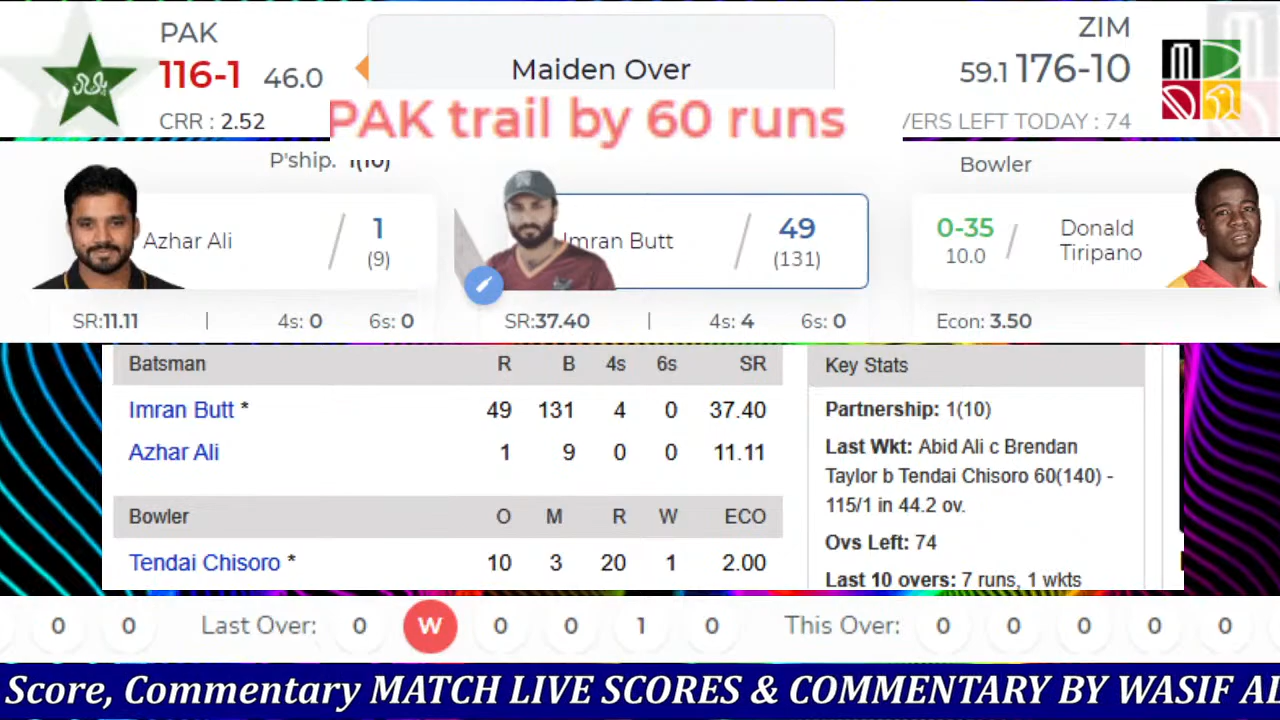 PAK
116-1 46.0
CRR : 2.52
Maiden Over
PAK trail by 60 runs
ZIM
59.1 176-10
VERS LEFT TODAY : 74
P'ship. 1(10)
Bowler
Azhar Ali
1
(9)
Imran Butt
49
(131)
0-35
10.0
Donald
Tiripano
SR:11.11 | 4s: 0 6s: 0
SR:37.40 | 4s: 4 6s: 0
Econ: 3.50
Batsman R B 4s 6s SR
Imran Butt * 49 131 4 0 37.40
Azhar Ali 1 9 0 0 11.11
Bowler O M R W ECO
Tendai Chisoro * 10 3 20 1 2.00
Key Stats
Partnership: 1(10)
Last Wkt: Abid Ali c Brendan
Taylor b Tendai Chisoro 60(140) -
115/1 in 44.2 ov.
Ovs Left: 74
Last 10 overs: 7 runs, 1 wkts
0 0 Last Over: 0 W 0 0 1 0 This Over: 0 0 0 0 0
Score, Commentary MATCH LIVE SCORES & COMMENTARY BY WASIF